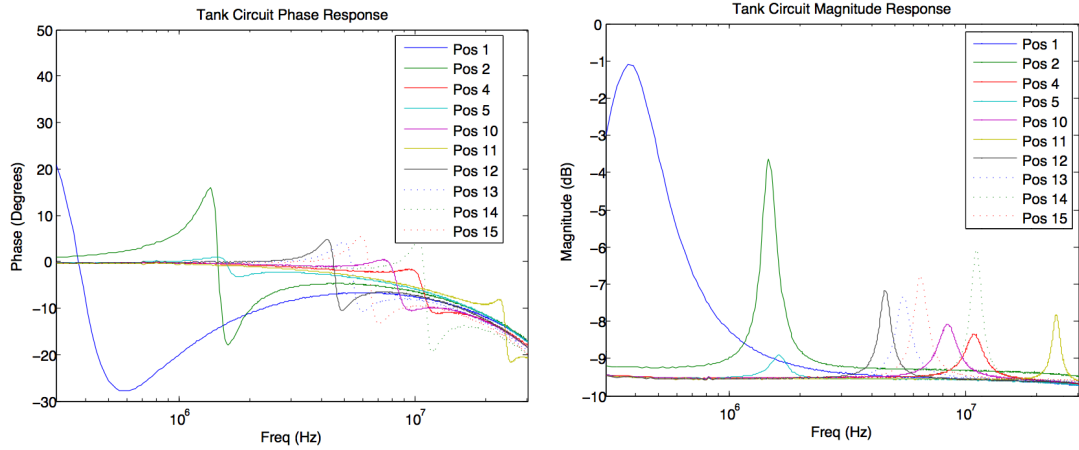 Tank Circuit Phase Response
50
40
30
20
10
0
−10
−20
−30
Phase (Degrees)
10^6
10^7
Freq (Hz)
Pos 1
Pos 2
Pos 4
Pos 5
Pos 10
Pos 11
Pos 12
Pos 13
Pos 14
Pos 15
Tank Circuit Magnitude Response
0
−1
−2
−3
−4
−5
−6
−7
−8
−9
−10
Magnitude (dB)
10^6
10^7
Freq (Hz)
Pos 1
Pos 2
Pos 4
Pos 5
Pos 10
Pos 11
Pos 12
Pos 13
Pos 14
Pos 15